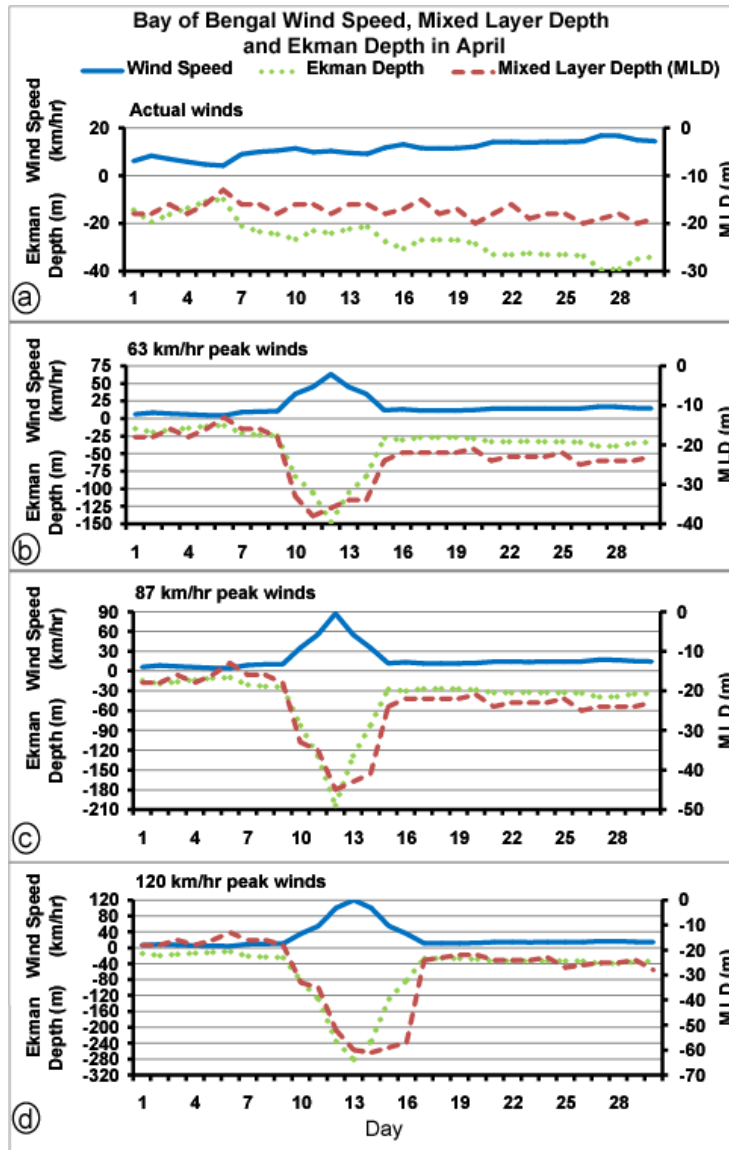 Bay of Bengal Wind Speed, Mixed Layer Depth
and Ekman Depth in April
Wind Speed Ekman Depth Mixed Layer Depth (MLD)
Actual winds
Ekman Wind Speed
Depth (m) (km/hr)
20
0
-20
-40
0
-10
-20
-30
MLD (m)
1 4 7 10 13 16 19 22 25 28
a
63 km/hr peak winds
Ekman Wind Speed
Depth (m) (km/hr)
75
50
25
0
-25
-50
-75
-100
-125
-150
0
-10
-20
-30
-40
MLD (m)
1 4 7 10 13 16 19 22 25 28
b
87 km/hr peak winds
Ekman Wind Speed
Depth (m) (km/hr)
90
60
30
0
-30
-60
-90
-120
-150
-180
-210
0
-10
-20
-30
-40
-50
MLD (m)
1 4 7 10 13 16 19 22 25 28
c
120 km/hr peak winds
Ekman Wind Speed
Depth (m) (km/hr)
120
80
40
0
-40
-80
-120
-160
-200
-240
-280
-320
0
-10
-20
-30
-40
-50
-60
-70
MLD (m)
1 4 7 10 13 16 19 22 25 28
d
Day